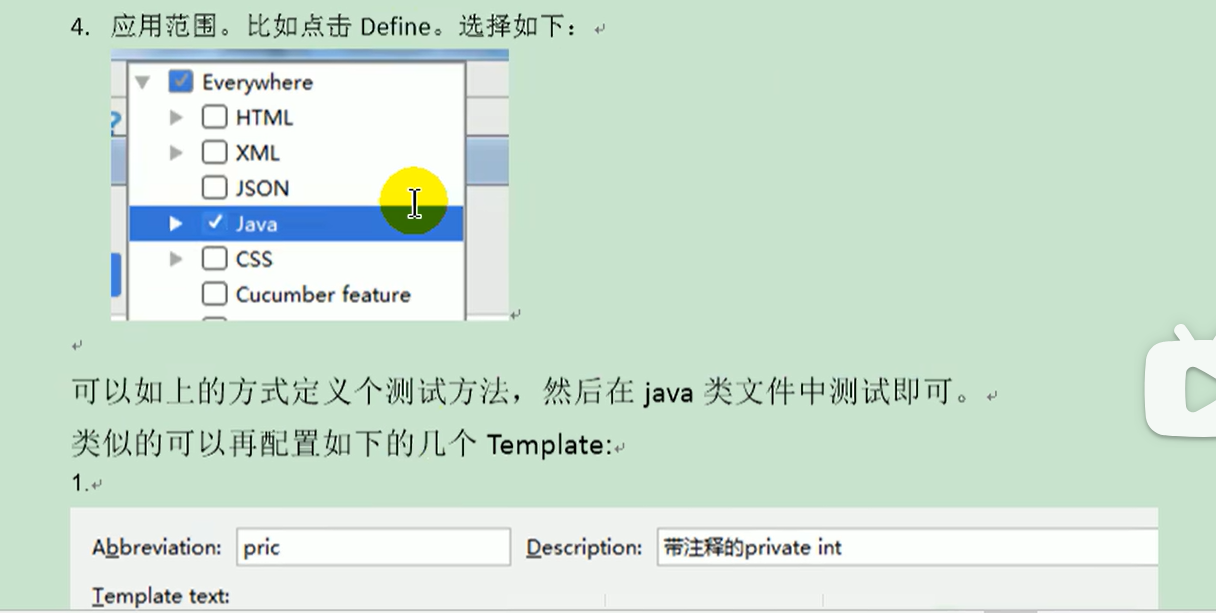 4. 应用范围。比如点击 Define。选择如下：
Everywhere
HTML
XML
JSON
Java
CSS
Cucumber feature
可以如上的方式定义个测试方法，然后在 java 类文件中测试即可。
类似的可以再配置如下的几个 Template:
1.
Abbreviation: pric Description: 带注释的private int
Template text: